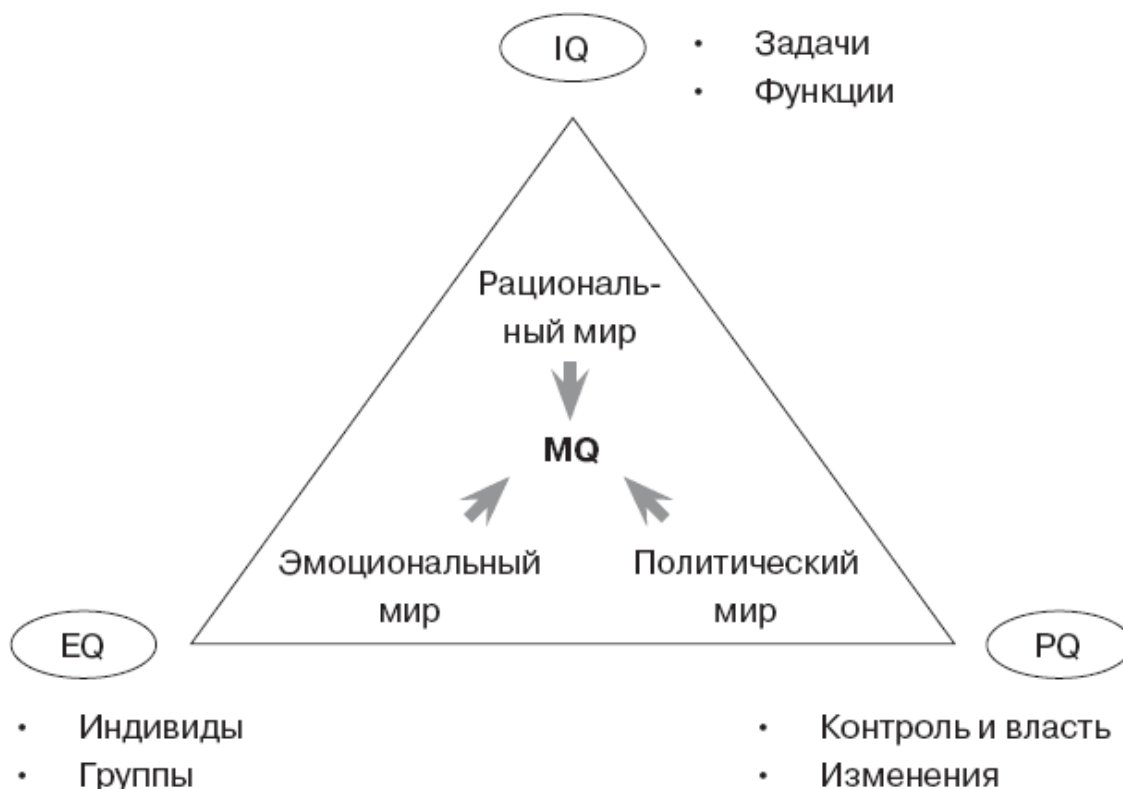 IQ
• Задачи
• Функции
Рациональ-
ный мир
MQ
Эмоциональный
мир
Политический
мир
EQ
PQ
• Индивиды
• Группы
• Контроль и власть
• Изменения